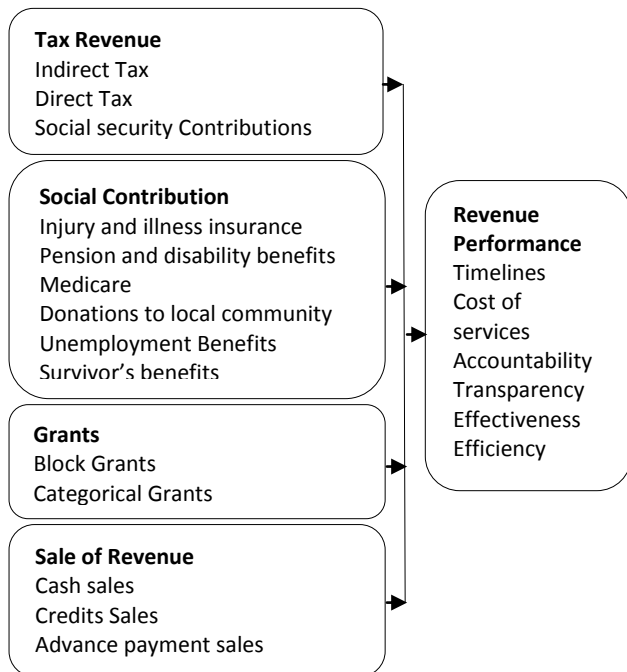 Tax Revenue
Indirect Tax
Direct Tax
Social security Contributions
Social Contribution
Injury and illness insurance
Pension and disability benefits
Medicare
Donations to local community
Unemployment Benefits
Survivor's benefits
Grants
Block Grants
Categorical Grants
Sale of Revenue
Cash sales
Credits Sales
Advance payment sales
Revenue
Performance
Timelines
Cost of
services
Accountability
Transparency
Effectiveness
Efficiency